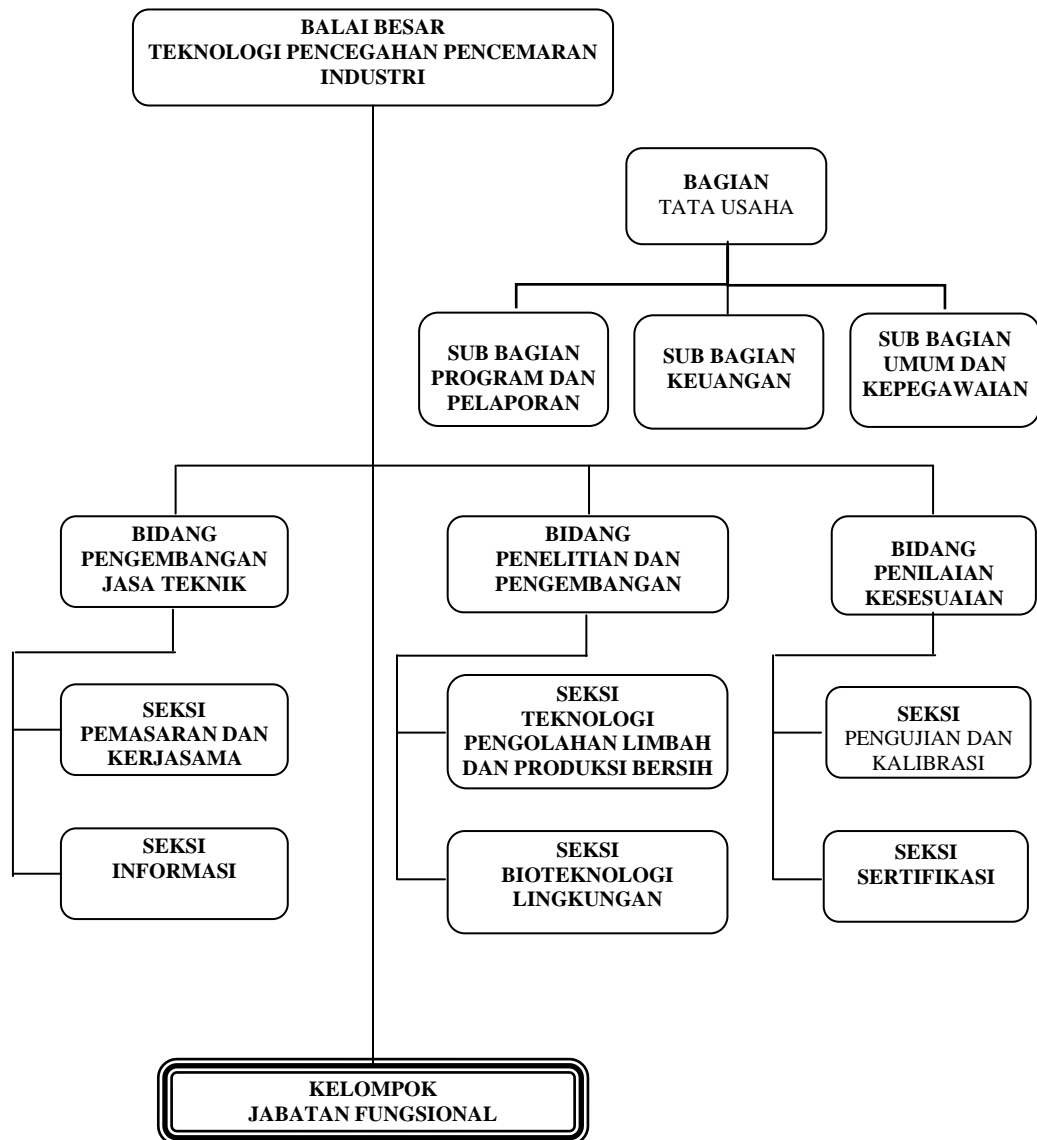 BALAI BESAR
TEKNOLOGI PENCEGAHAN PENCEMARAN
INDUSTRI
BAGIAN
TATA USAHA
SUB BAGIAN
PROGRAM DAN
PELAPORAN
SUB BAGIAN
KEUANGAN
SUB BAGIAN
UMUM DAN
KEPEGAWAIAN
BIDANG
PENGEMBANGAN
JASA TEKNIK
BIDANG
PENELITIAN DAN
PENGEMBANGAN
BIDANG
PENILAIAN
KESESUAIAN
SEKSI
PEMASARAN DAN
KERJASAMA
SEKSI
TEKNOLOGI
PENGOLAHAN LIMBAH
DAN PRODUKSI BERSIH
SEKSI
PENGUJIAN DAN
KALIBRASI
SEKSI
INFORMASI
SEKSI
BIOTEKNOLOGI
LINGKUNGAN
SEKSI
SERTIFIKASI
KELOMPOK
JABATAN FUNGSIONAL